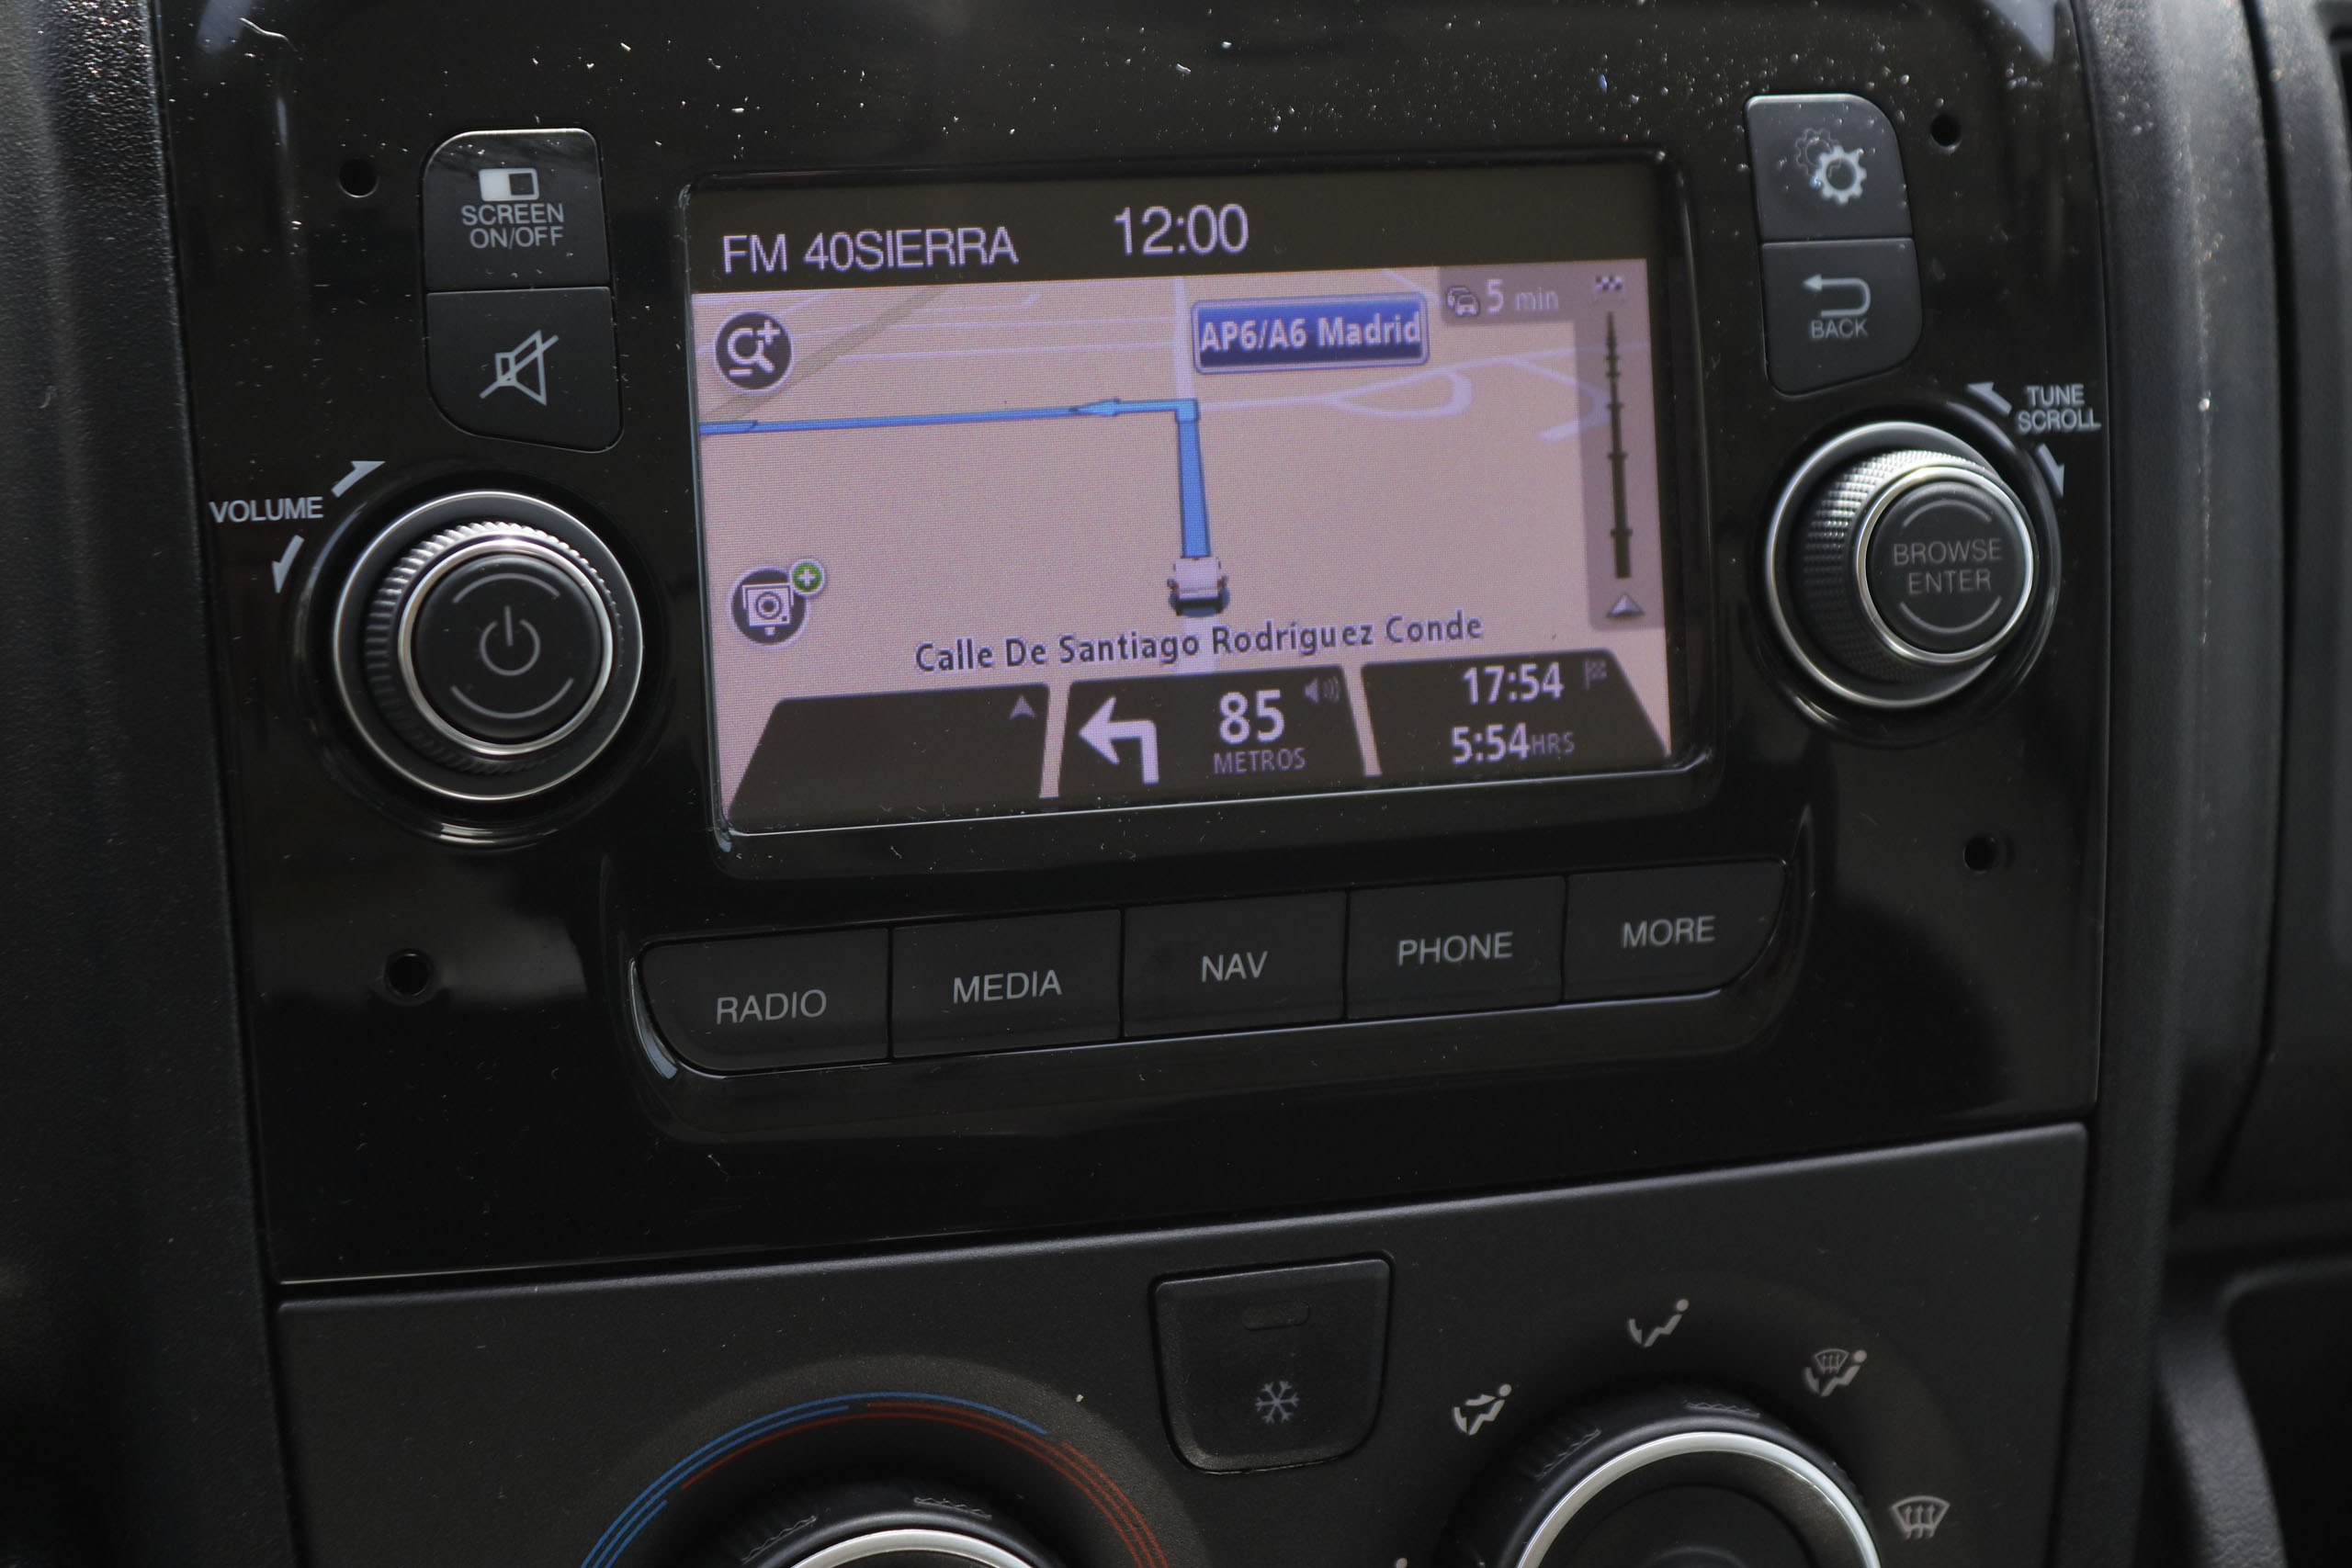 SCREEN
ON/OFF
FM 40SIERRA 12:00
AP6/A6 Madrid
5 min
BACK
TUNE
SCROLL
VOLUME
BROWSE
ENTER
Calle De Santiago Rodríguez Conde
85
METROS
17:54
5:54HRS
RADIO
MEDIA
NAV
PHONE
MORE